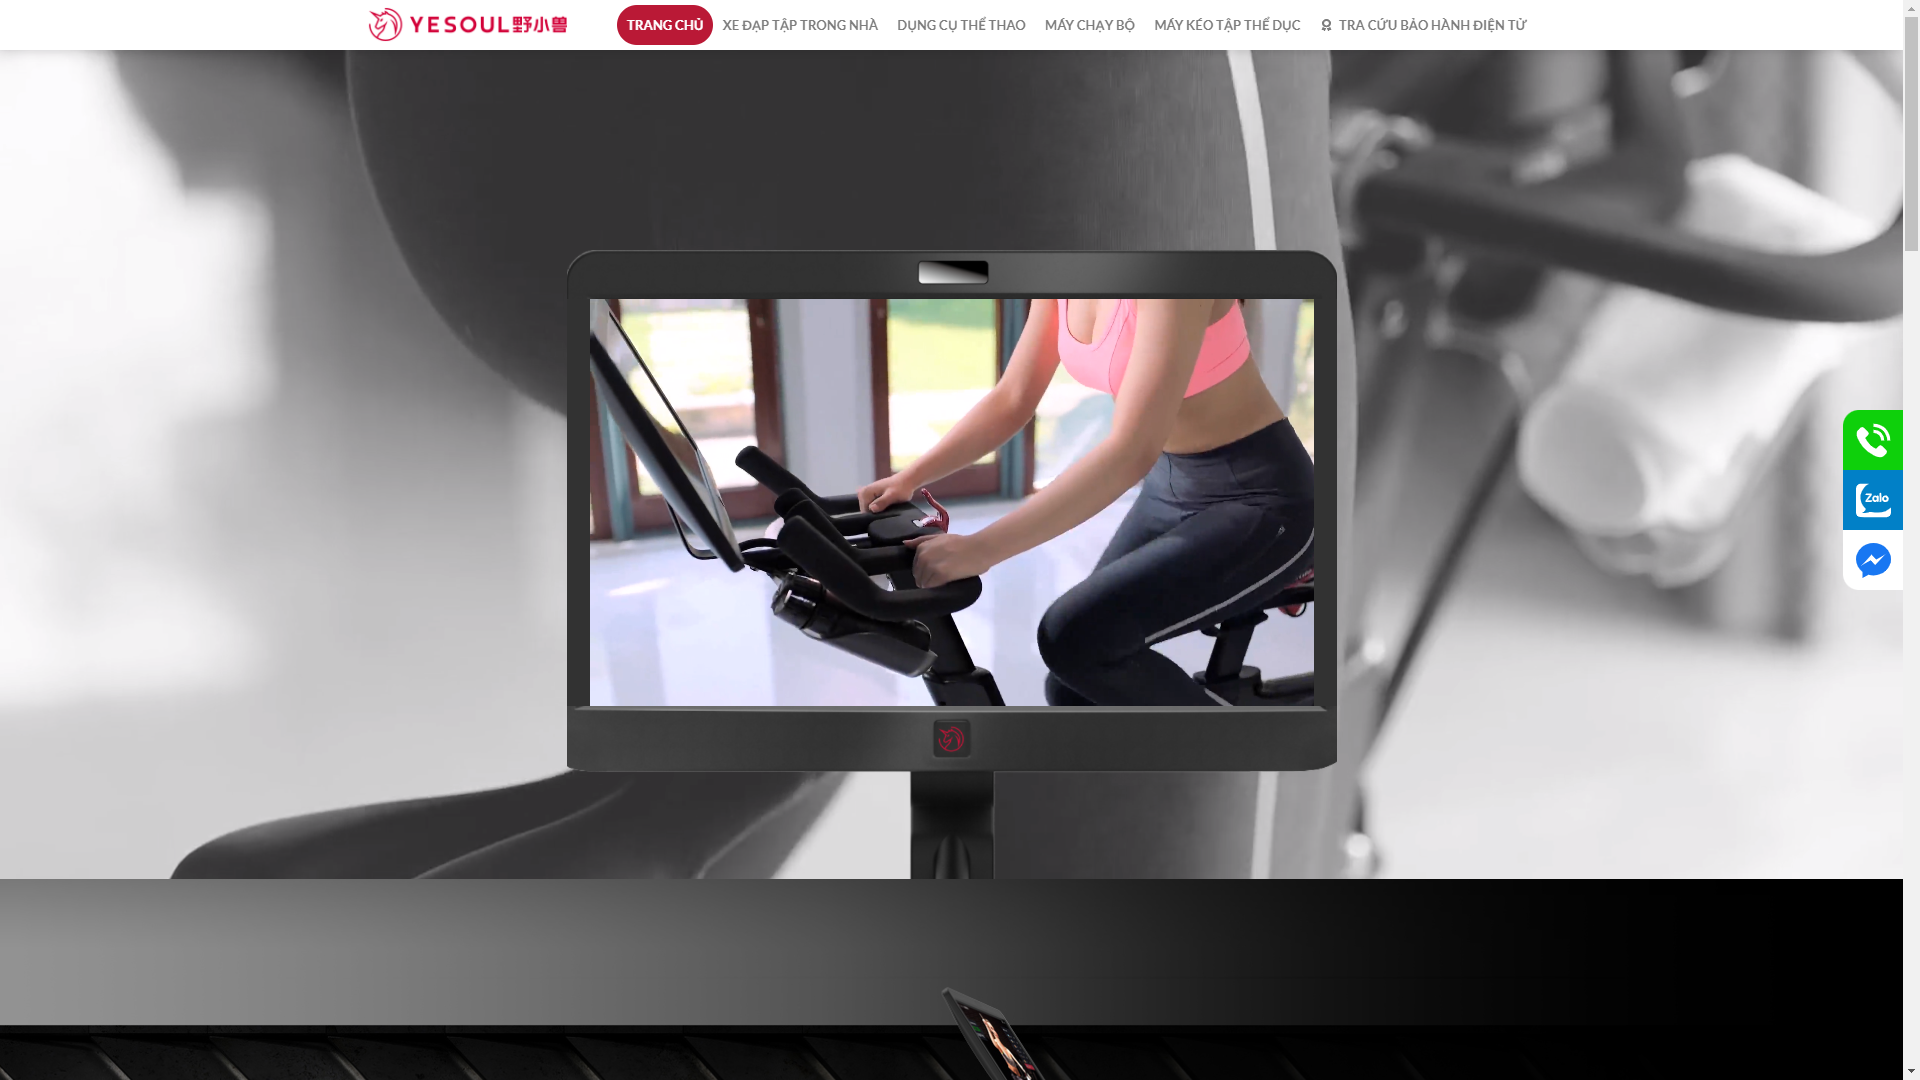 YESOUL野小兽
TRANG CHỦ
XE ĐẠP TẬP TRONG NHÀ
DỤNG CỤ THỂ THAO
MÁY CHẠY BỘ
MÁY KÉO TẬP THỂ DỤC
TRA CỨU BẢO HÀNH ĐIỆN TỬ
Zalo